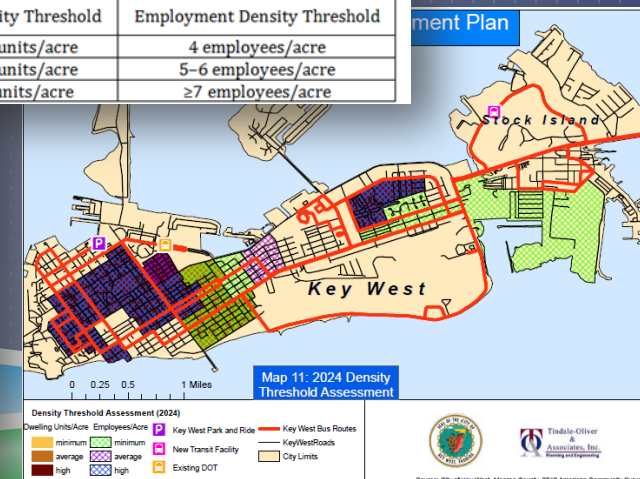 ity Threshold Employment Density Threshold
units/acre 4 employees/acre
units/acre 5–6 employees/acre
units/acre ≥7 employees/acre
ment Plan
Stock Island
P
Key West
0 0.25 0.5 1 Miles
Map 11: 2024 Density
Threshold Assessment
Density Threshold Assessment (2024)
Dwelling Units/Acre Employees/Acre
minimum minimum
average average
high high
P Key West Park and Ride
New Transit Facility
Existing DOT
Key West Bus Routes
KeyWestRoads
City Limits
Tindale-Oliver
&
Associates, Inc.
Planning and Engineering